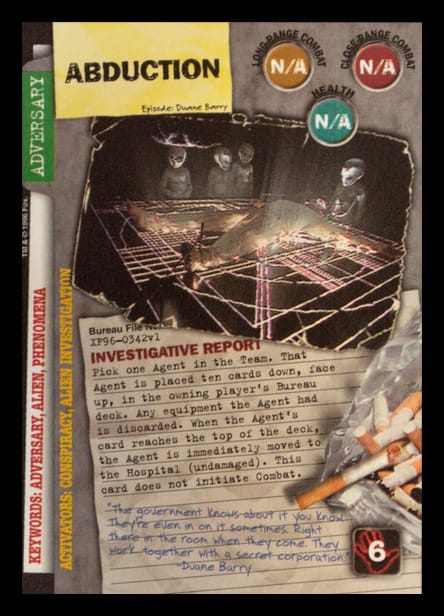 ABDUCTION
Episode: Duane Barry
LONG-RANGE COMBAT
N/A
CLOSE-RANGE COMBAT
N/A
HEALTH
N/A
ADVERSARY
TM & © 1996 Fox.
KEYWORDS: ADVERSARY, ALIEN, PHENOMENA
ACTIVATORS: CONSPIRACY, ALIEN INVESTIGATION
Bureau File
XF96-0342v1
INVESTIGATIVE REPORT
Pick one Agent in the Team. That
Agent is placed ten cards down, face
up, in the owning player's Bureau
deck. Any equipment the Agent had
is discarded. When the Agent's
card reaches the top of the deck,
the Agent is immediately moved to
the Hospital (undamaged). This
card does not initiate Combat.
"The government knows about it you know.
They're even in on it sometimes. Right
there in the room when they come. They
work together with a secret corporation."
-Duane Barry
6